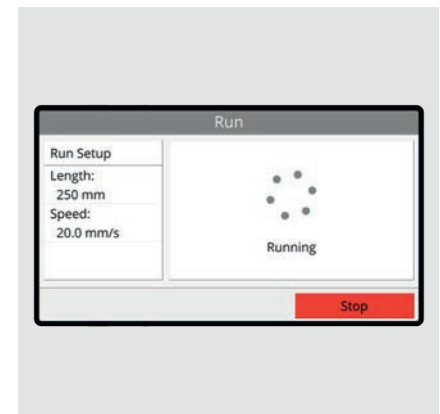 Run
Run Setup
Length:
250 mm
Speed:
20.0 mm/s
Running
Stop